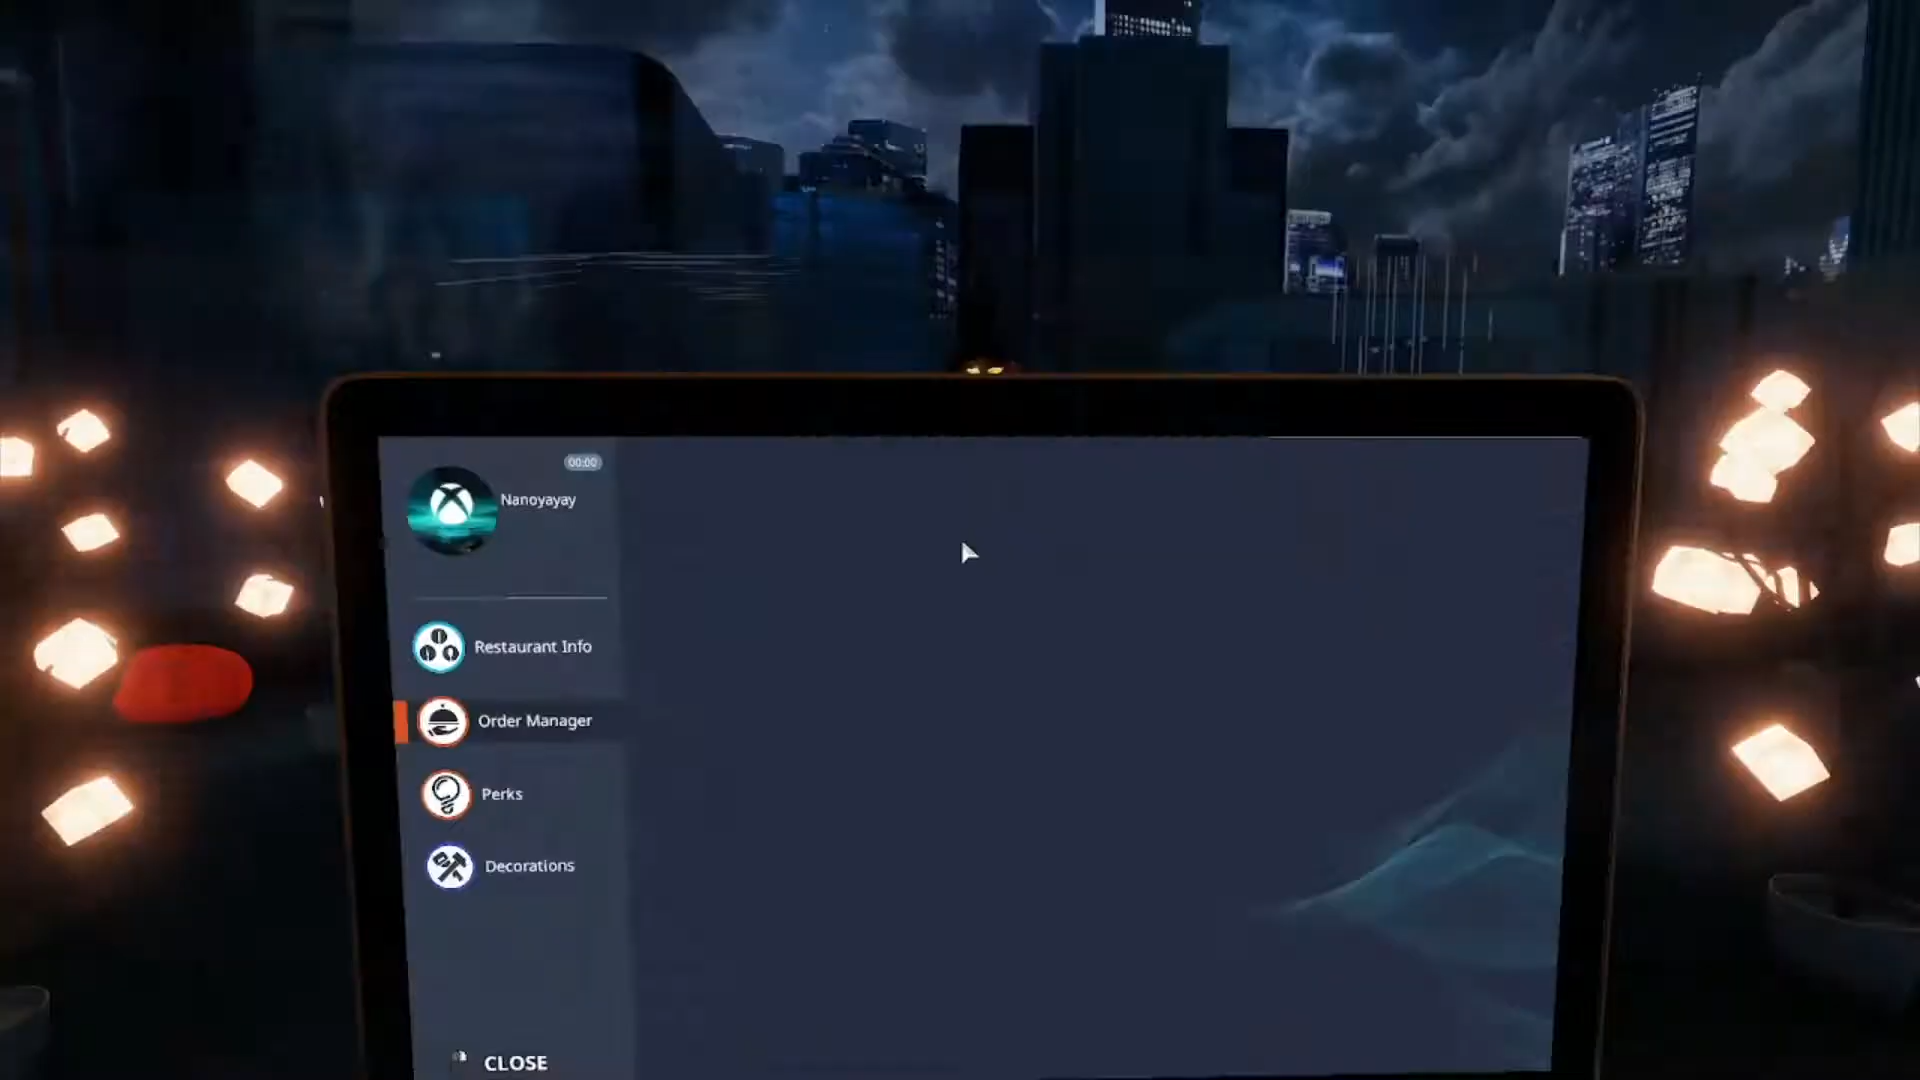 00:00
Nanoyayay
Restaurant Info
Order Manager
Perks
Decorations
CLOSE